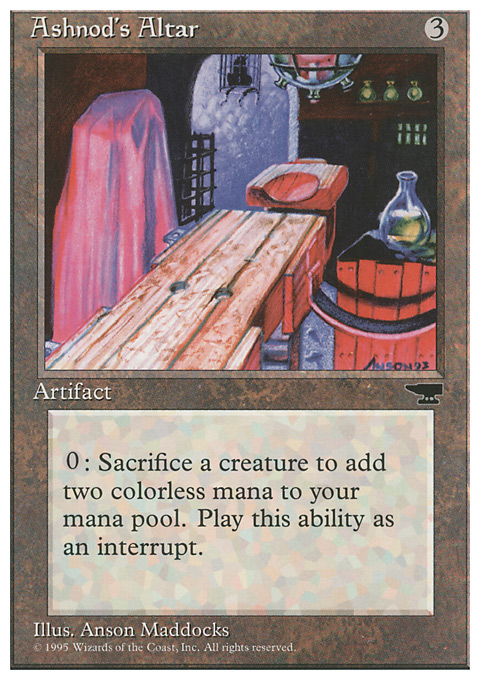 Ashnod's Altar 3
ANSON93
Artifact
0: Sacrifice a creature to add
two colorless mana to your
mana pool. Play this ability as
an interrupt.
Illus. Anson Maddocks
© 1995 Wizards of the Coast, Inc. All rights reserved.